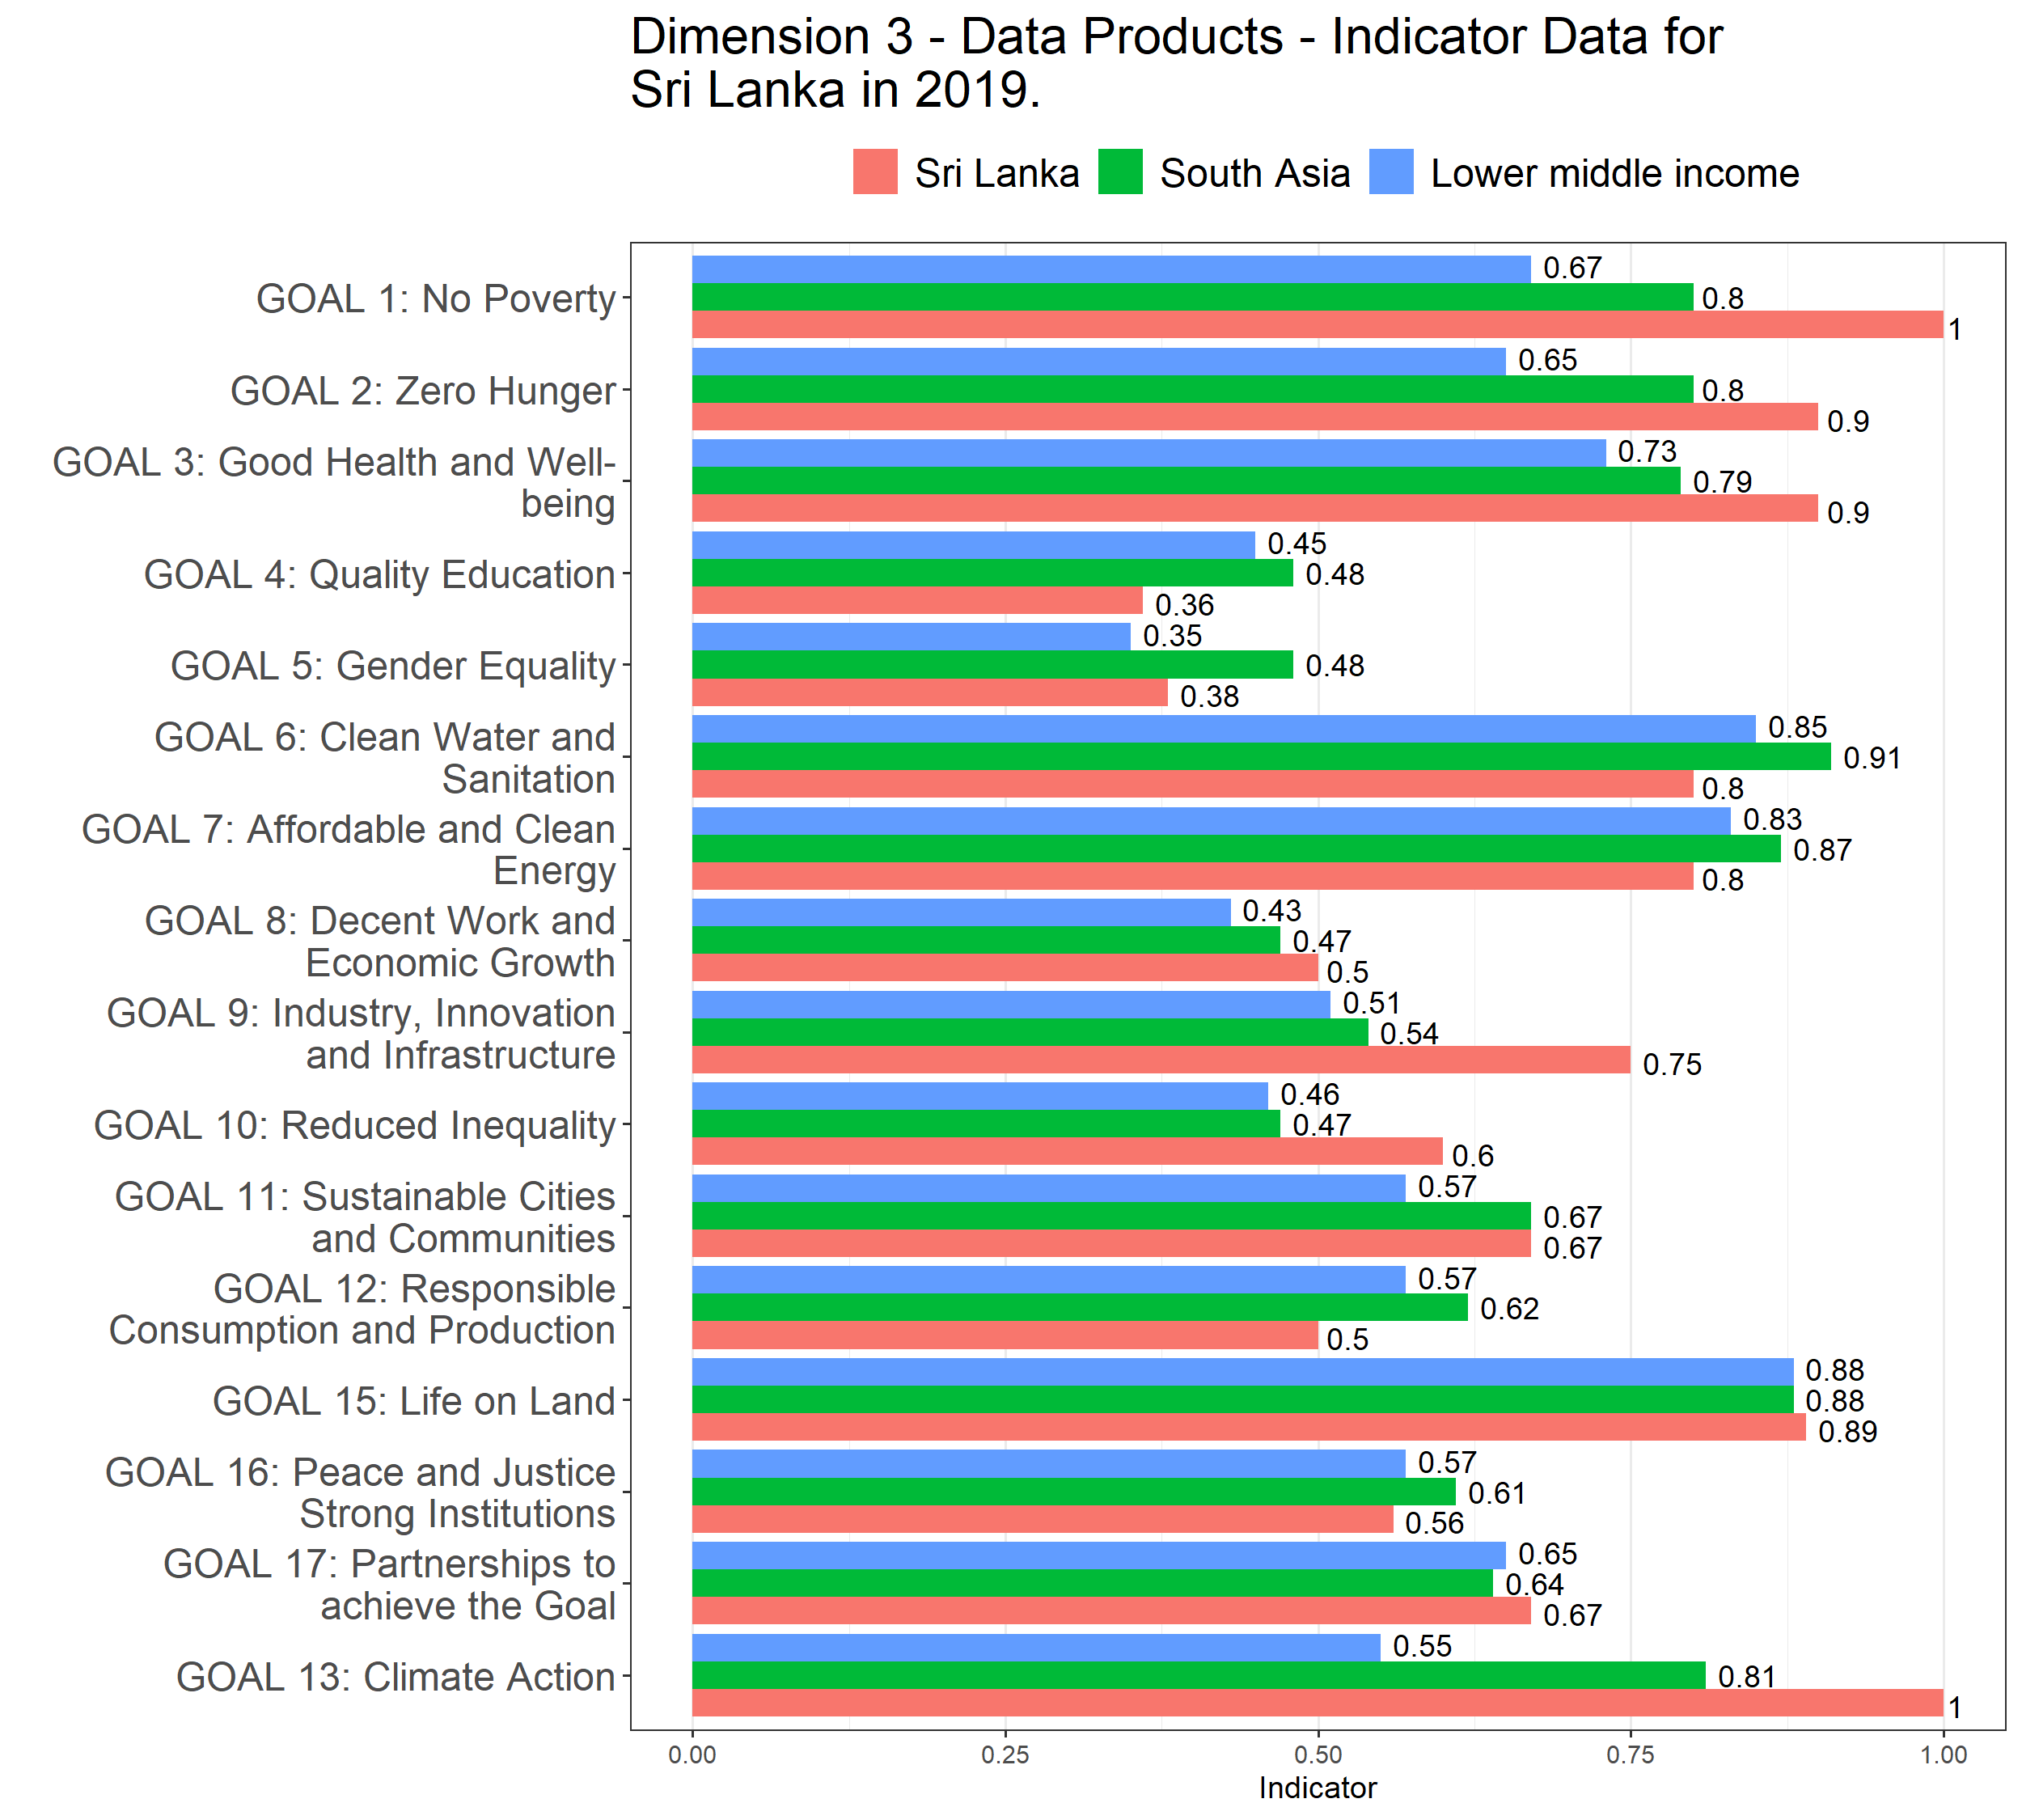 Dimension 3 - Data Products - Indicator Data for
Sri Lanka in 2019.
Sri Lanka South Asia Lower middle income
GOAL 1: No Poverty
0.67
0.8
1
GOAL 2: Zero Hunger
0.65
0.8
0.9
GOAL 3: Good Health and Well-
being
0.73
0.79
0.9
GOAL 4: Quality Education
0.45
0.48
0.36
GOAL 5: Gender Equality
0.35
0.48
0.38
GOAL 6: Clean Water and
Sanitation
0.85
0.91
0.8
GOAL 7: Affordable and Clean
Energy
0.83
0.87
0.8
GOAL 8: Decent Work and
Economic Growth
0.43
0.47
0.5
GOAL 9: Industry, Innovation
and Infrastructure
0.51
0.54
0.75
GOAL 10: Reduced Inequality
0.46
0.47
0.6
GOAL 11: Sustainable Cities
and Communities
0.57
0.67
0.67
GOAL 12: Responsible
Consumption and Production
0.57
0.62
0.5
GOAL 15: Life on Land
0.88
0.88
0.89
GOAL 16: Peace and Justice
Strong Institutions
0.57
0.61
0.56
GOAL 17: Partnerships to
achieve the Goal
0.65
0.64
0.67
GOAL 13: Climate Action
0.55
0.81
1
0.00 0.25 0.50 0.75 1.00
Indicator